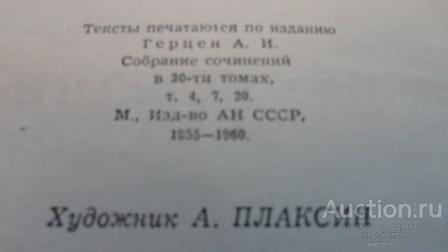 Тексты печатаются по изданию
Герцен А. И.
Собрание сочинений
в 30-ти томах,
т. 4, 7, 20.
М., Изд-во АН СССР,
1955—1960.
Художник А. ПЛАКСИН
Auction.ru